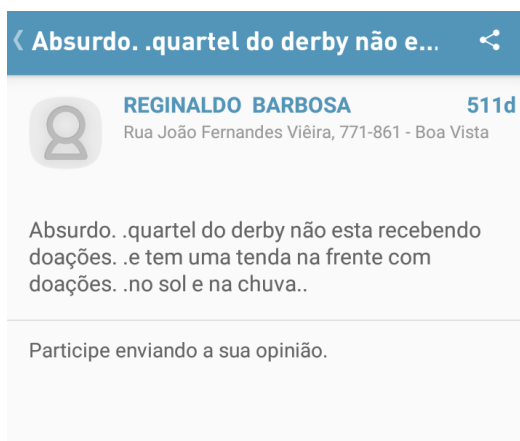 Absurdo. .quartel do derby não e...
REGINALDO BARBOSA 511d
Rua João Fernandes Viêira, 771-861 - Boa Vista
Absurdo. .quartel do derby não esta recebendo
doações. .e tem uma tenda na frente com
doações. .no sol e na chuva..
Participe enviando a sua opinião.